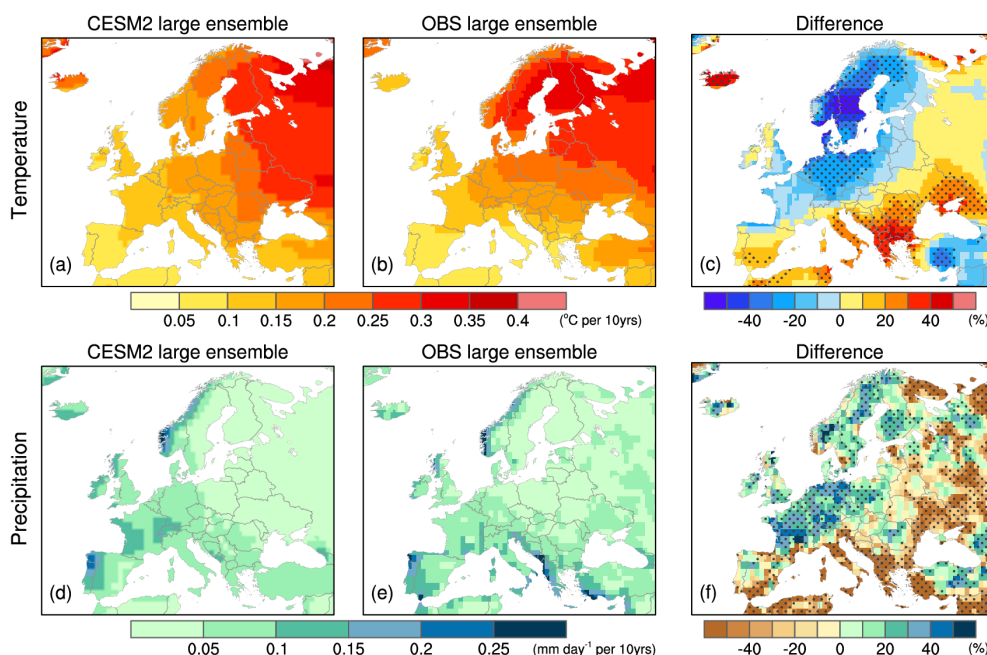 CESM2 large ensemble
OBS large ensemble
Difference
Temperature
(a)
(b)
(c)
0.05 0.1 0.15 0.2 0.25 0.3 0.35 0.4 (°C per 10yrs)
-40 -20 0 20 40 (%)
CESM2 large ensemble
OBS large ensemble
Difference
Precipitation
(d)
(e)
(f)
0.05 0.1 0.15 0.2 0.25 (mm day⁻¹ per 10yrs)
-40 -20 0 20 40 (%)